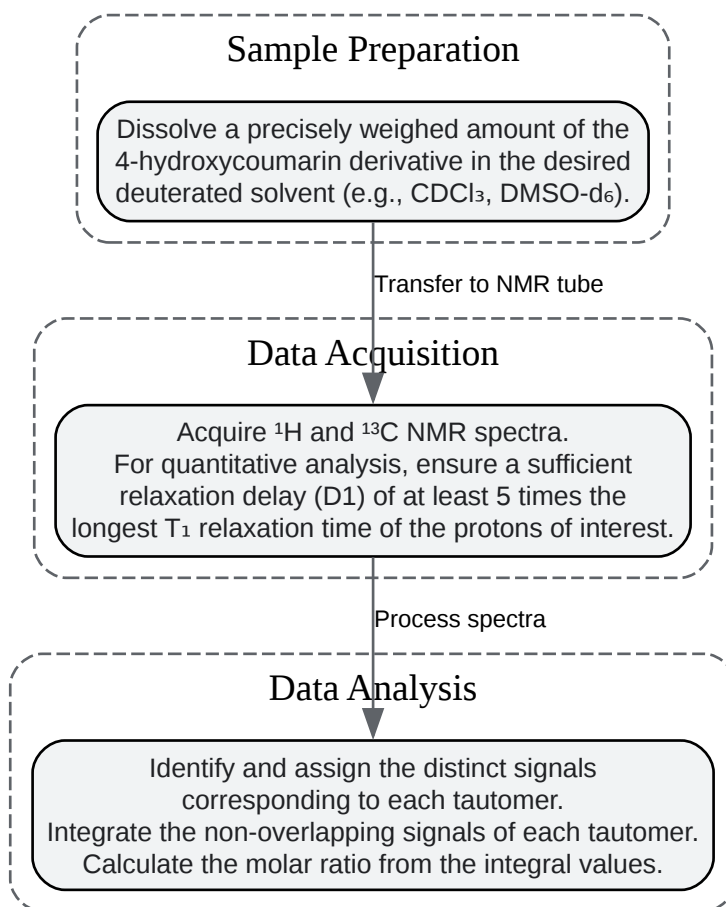 Sample Preparation
Dissolve a precisely weighed amount of the
4-hydroxycoumarin derivative in the desired
deuterated solvent (e.g., CDCl₃, DMSO-d₆).
Transfer to NMR tube
Data Acquisition
Acquire ¹H and ¹³C NMR spectra.
For quantitative analysis, ensure a sufficient
relaxation delay (D1) of at least 5 times the
longest T₁ relaxation time of the protons of interest.
Process spectra
Data Analysis
Identify and assign the distinct signals
corresponding to each tautomer.
Integrate the non-overlapping signals of each tautomer.
Calculate the molar ratio from the integral values.